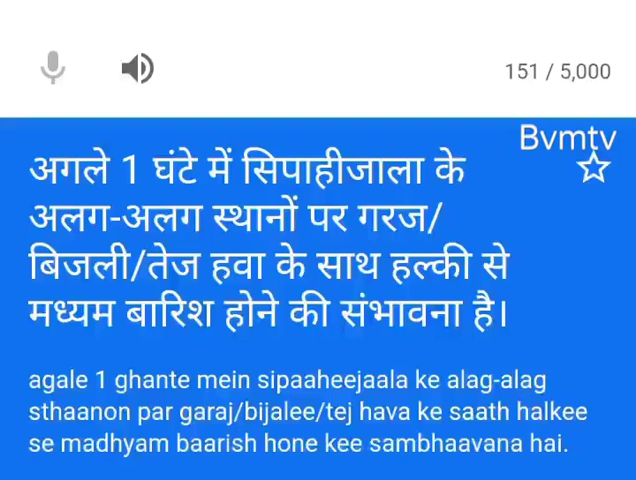 151 / 5,000
Bvmtv
अगले 1 घंटे में सिपाहीजाला के
अलग-अलग स्थानों पर गरज/
बिजली/तेज हवा के साथ हल्की से
मध्यम बारिश होने की संभावना है।
agale 1 ghante mein sipaaheejaala ke alag-alag
sthaanon par garaj/bijalee/tej hava ke saath halkee
se madhyam baarish hone kee sambhaavana hai.